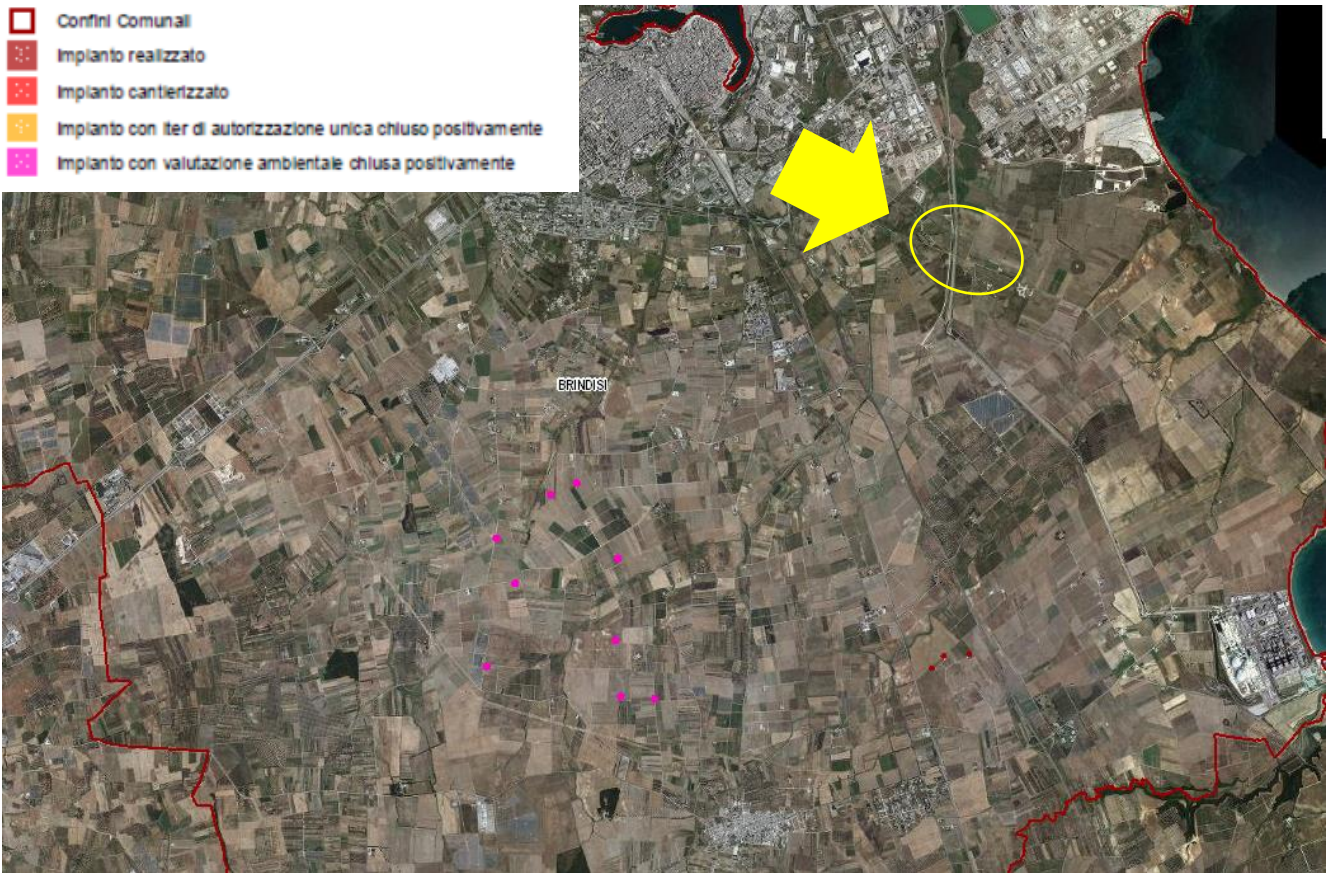 Confini Comunali
Impianto realizzato
Impianto cantierizzato
Impianto con iter di autorizzazione unica chiuso positivamente
Impianto con valutazione ambientale chiusa positivamente
BRINDISI